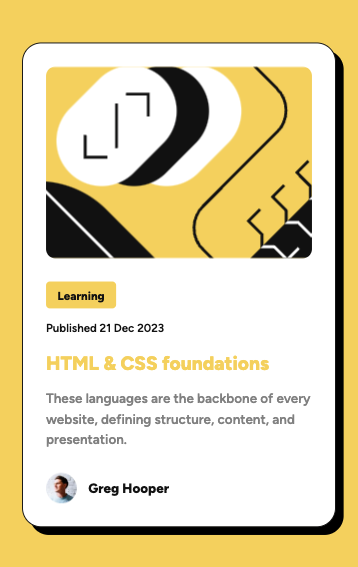 Learning
Published 21 Dec 2023
HTML & CSS foundations
These languages are the backbone of every
website, defining structure, content, and
presentation.
Greg Hooper